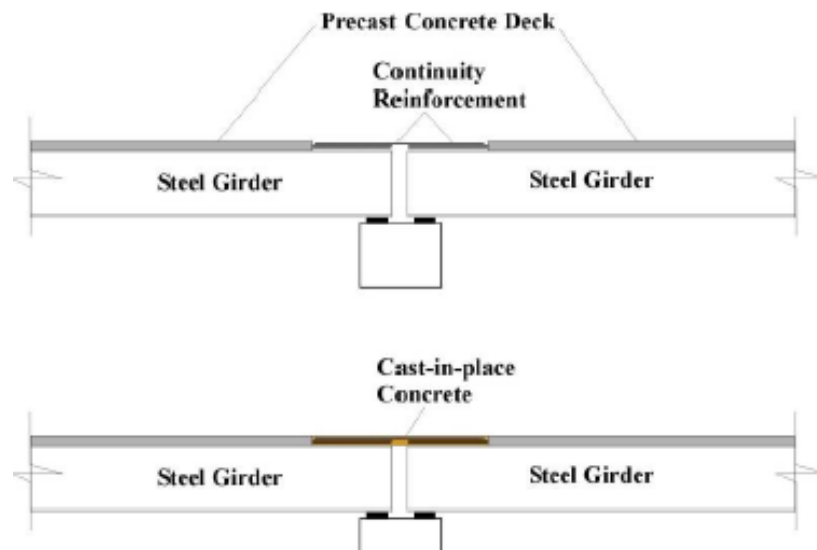 Precast Concrete Deck
Continuity
Reinforcement
Steel Girder
Steel Girder
Cast-in-place
Concrete
Steel Girder
Steel Girder